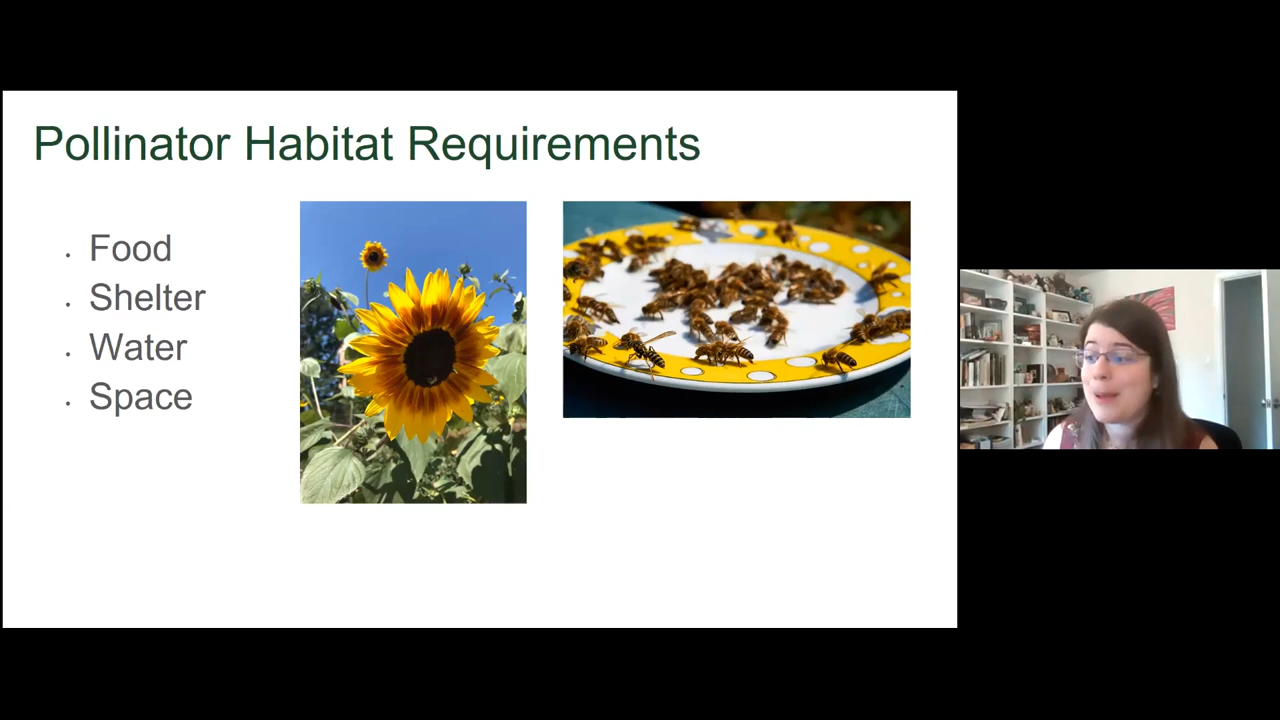 Pollinator Habitat Requirements
. Food
. Shelter
. Water
. Space